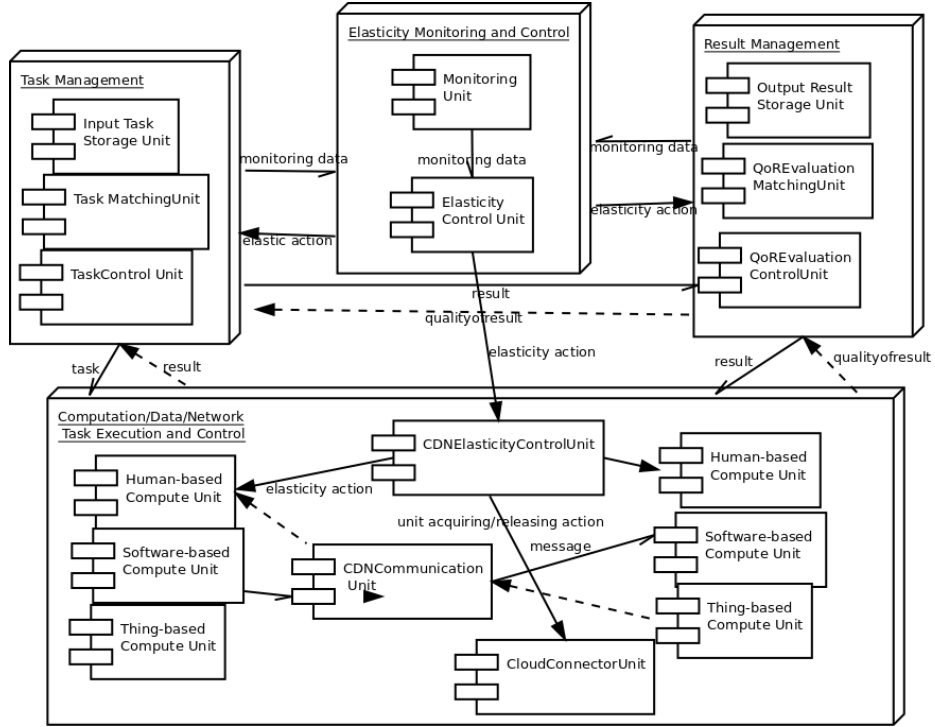 Elasticity Monitoring and Control
Monitoring
Unit
monitoring data
Elasticity
Control Unit
Task Management
Input Task
Storage Unit
Task MatchingUnit
TaskControl Unit
Result Management
Output Result
Storage Unit
QoREvaluation
MatchingUnit
QoREvaluation
ControlUnit
monitoring data
elastic action
monitoring data
elasticity action
result
qualityofresult
elasticity action
task
result
result
qualityofresult
Computation/Data/Network
Task Execution and Control
CDNElasticityControlUnit
Human-based
Compute Unit
elasticity action
Software-based
Compute Unit
Thing-based
Compute Unit
unit acquiring/releasing action
message
CDNCommunication
Unit
CloudConnectorUnit
Human-based
Compute Unit
Software-based
Compute Unit
Thing-based
Compute Unit